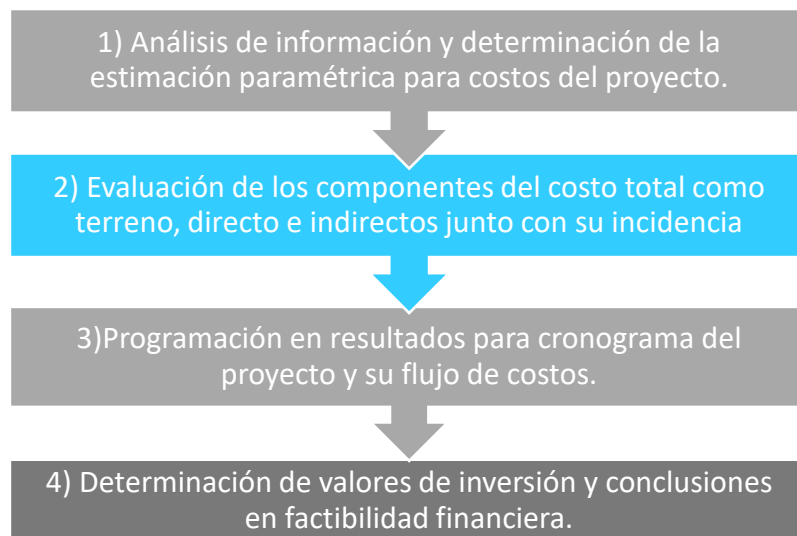 1) Análisis de información y determinación de la
estimación paramétrica para costos del proyecto.
2) Evaluación de los componentes del costo total como
terreno, directo e indirectos junto con su incidencia
3)Programación en resultados para cronograma del
proyecto y su flujo de costos.
4) Determinación de valores de inversión y conclusiones
en factibilidad financiera.